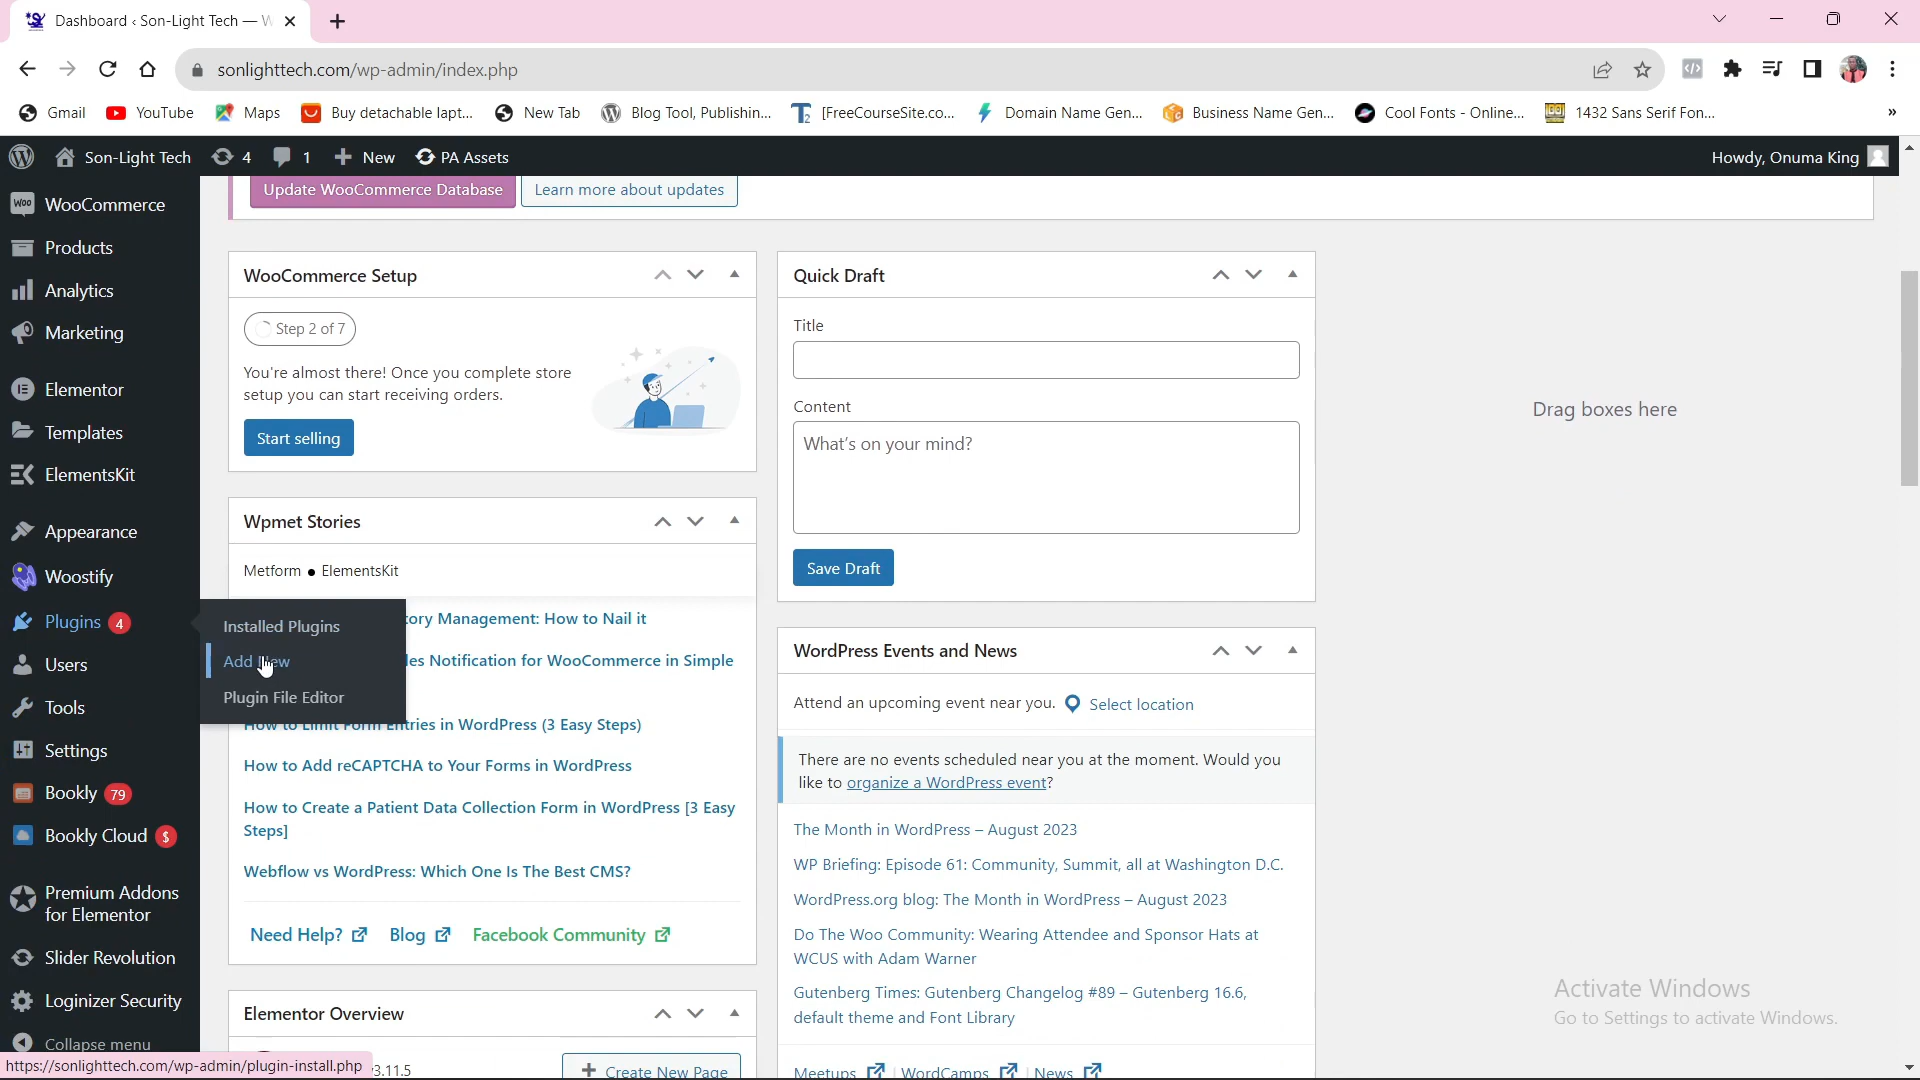 Dashboard ‹ Son-Light Tech —
sonlighttech.com/wp-admin/index.php
Gmail YouTube Maps Buy detachable lapt... New Tab Blog Tool, Publishin... [FreeCourseSite.co... Domain Name Gen... Business Name Gen... Cool Fonts - Online... 1432 Sans Serif Fon... »
Son-Light Tech 4 1 New PA Assets Howdy, Onuma King
WooCommerce
Products
Analytics
Marketing
Elementor
Templates
ElementsKit
Appearance
Woostify
Plugins 4
Users
Tools
Settings
Bookly 79
Bookly Cloud $
Premium Addons
for Elementor
Slider Revolution
Loginizer Security
Collapse menu
Installed Plugins
Add New
Plugin File Editor
Update WooCommerce Database Learn more about updates
WooCommerce Setup
Step 2 of 7
You're almost there! Once you complete store
setup you can start receiving orders.
Start selling
Wpmet Stories
Metform ● ElementsKit
tory Management: How to Nail it
les Notification for WooCommerce in Simple
How to Limit Form Entries in WordPress (3 Easy Steps)
How to Add reCAPTCHA to Your Forms in WordPress
How to Create a Patient Data Collection Form in WordPress [3 Easy
Steps]
Webflow vs WordPress: Which One Is The Best CMS?
Need Help? Blog Facebook Community
Elementor Overview
3.11.5
Create New Page
Quick Draft
Title
Content
What's on your mind?
Save Draft
WordPress Events and News
Attend an upcoming event near you. Select location
There are no events scheduled near you at the moment. Would you
like to organize a WordPress event?
The Month in WordPress – August 2023
WP Briefing: Episode 61: Community, Summit, all at Washington D.C.
WordPress.org blog: The Month in WordPress – August 2023
Do The Woo Community: Wearing Attendee and Sponsor Hats at
WCUS with Adam Warner
Gutenberg Times: Gutenberg Changelog #89 – Gutenberg 16.6,
default theme and Font Library
Meetups | WordCamps | News
Drag boxes here
Activate Windows
Go to Settings to activate Windows.
https://sonlighttech.com/wp-admin/plugin-install.php